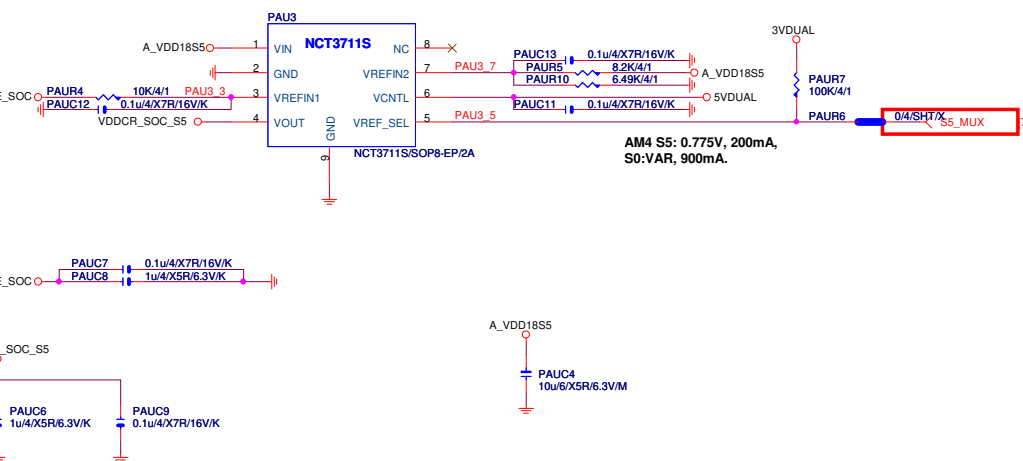 PAU3
3VDUAL
A_VDD18S5
1
VIN
NCT3711S
NC
8
PAUC13
0.1u/4/X7R/16V/K
2
GND
VREFIN2
7
PAU3_7
PAUR5
8.2K/4/1
A_VDD18S5
PAUR10
6.49K/4/1
PAUR7
100K/4/1
E_SOC
PAUR4
10K/4/1
PAU3_3
3
VREFIN1
VCNTL
6
5VDUAL
PAUC12
0.1u/4/X7R/16V/K
PAUC11
0.1u/4/X7R/16V/K
VDDCR_SOC_S5
4
VOUT
GND
VREF_SEL
5
PAU3_5
PAUR6
0/4/SHT/X
S5_MUX
9
NCT3711S/SOP8-EP/2A
AM4 S5: 0.775V, 200mA,
S0:VAR, 900mA.
PAUC7
0.1u/4/X7R/16V/K
E_SOC
PAUC8
1u/4/X5R/6.3V/K
A_VDD18S5
_SOC_S5
PAUC4
10u/6/X5R/6.3V/M
PAUC6
1u/4/X5R/6.3V/K
PAUC9
0.1u/4/X7R/16V/K